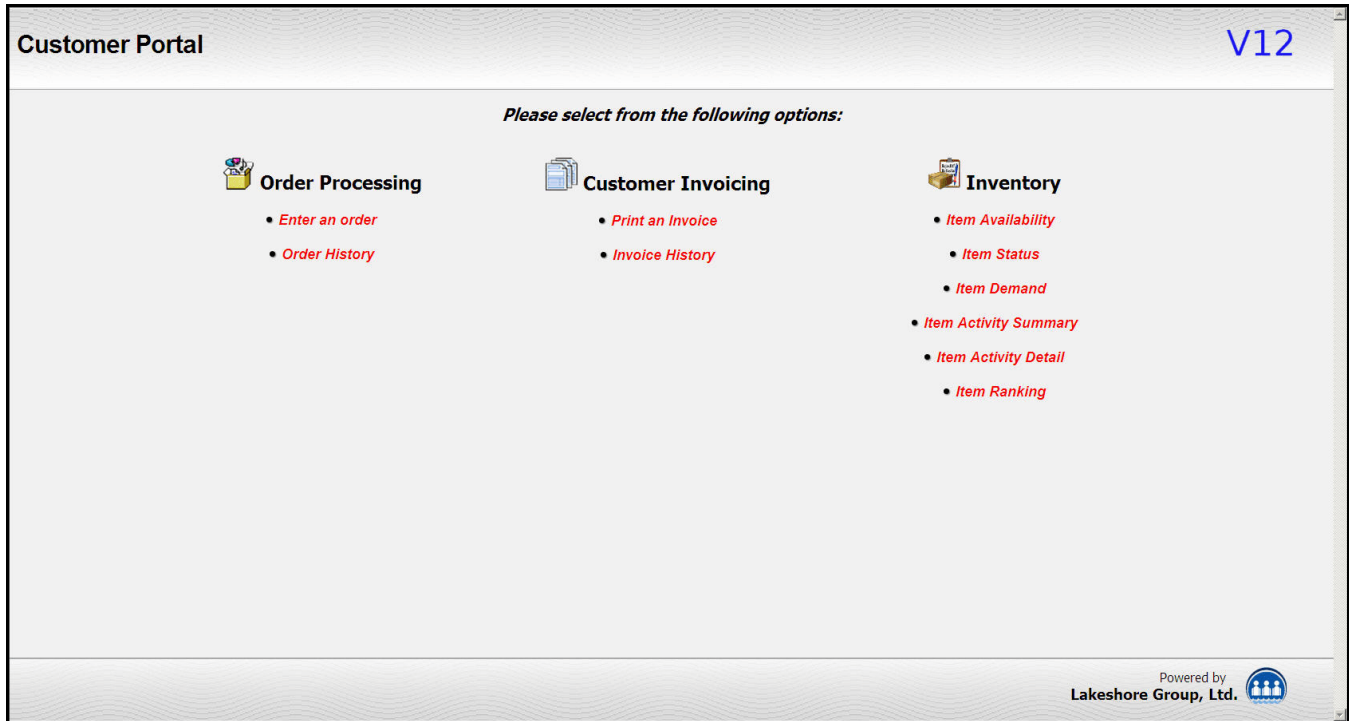 Customer Portal
V12
Please select from the following options:
Order Processing
• Enter an order
• Order History
Customer Invoicing
• Print an Invoice
• Invoice History
Inventory
• Item Availability
• Item Status
• Item Demand
• Item Activity Summary
• Item Activity Detail
• Item Ranking
Powered by
Lakeshore Group, Ltd.